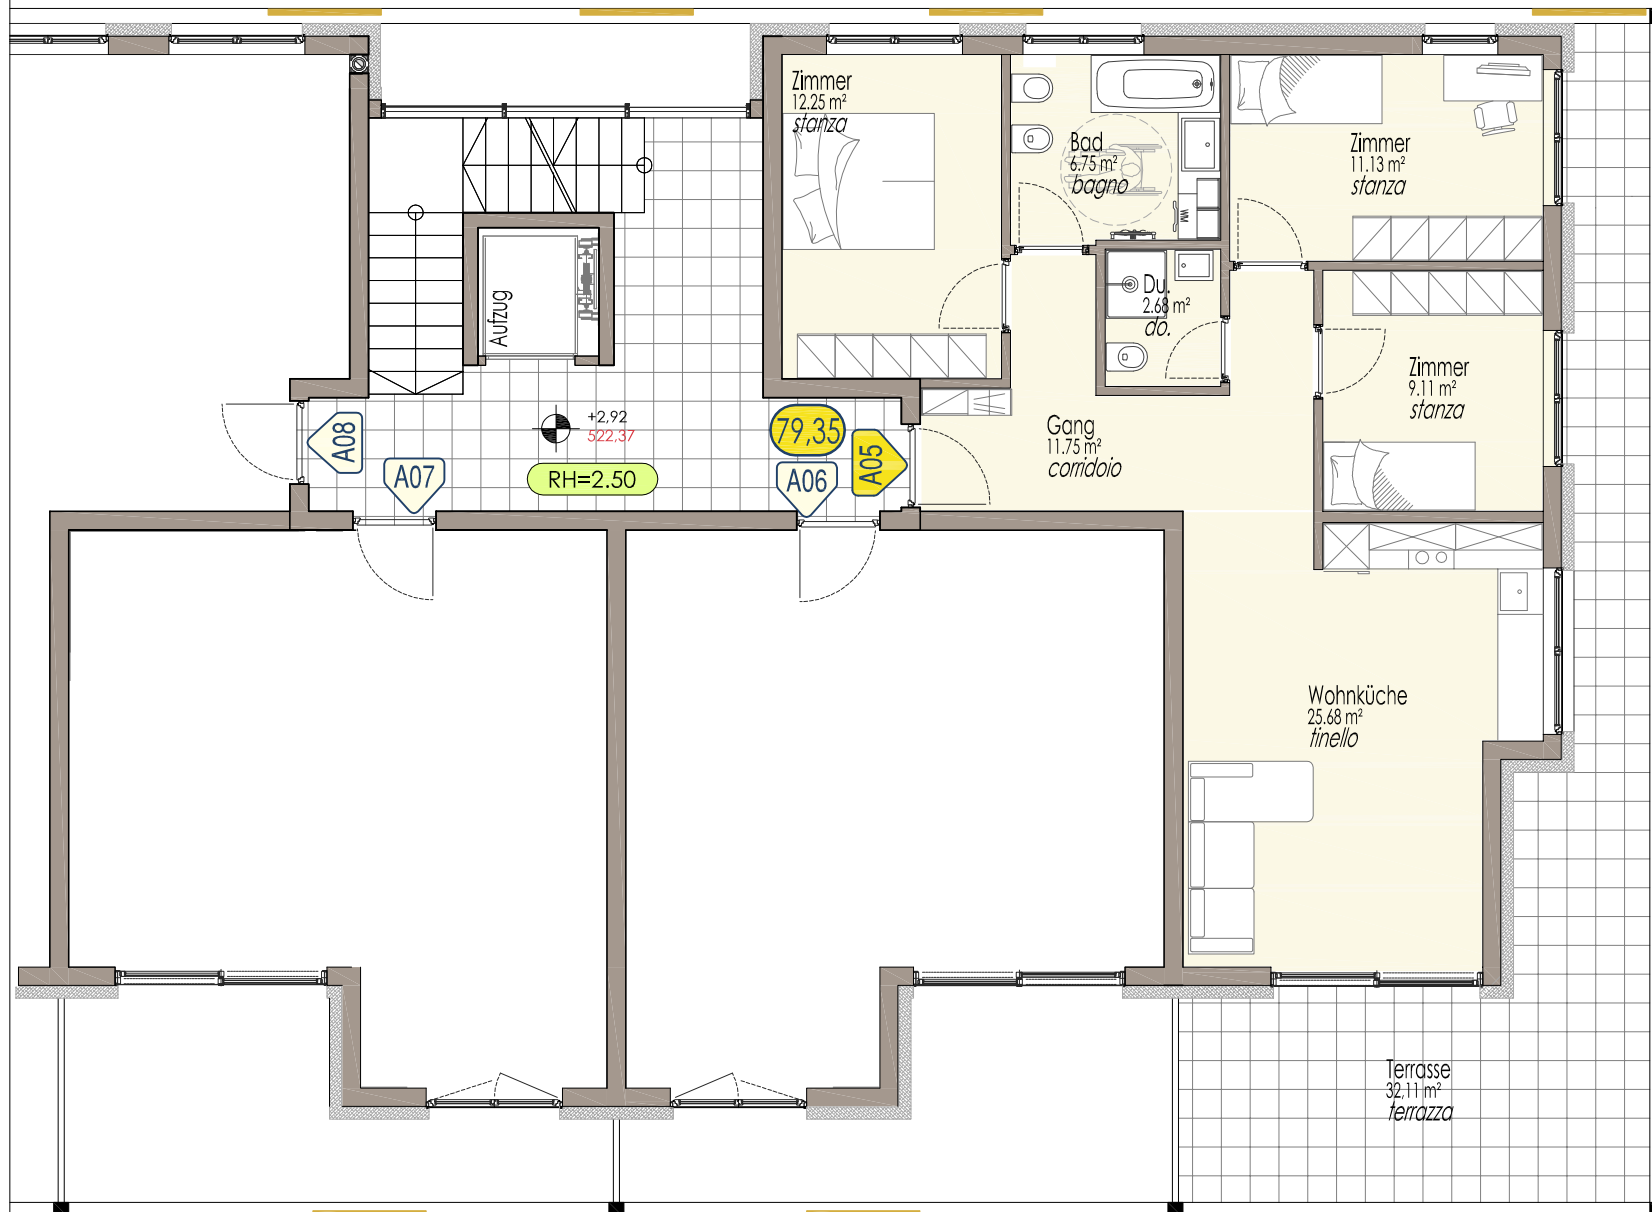 Zimmer
12.25 m²
stanza
Bad
6.75 m²
bagno
WM
Zimmer
11.13 m²
stanza
Du.
2.68 m²
do.
Zimmer
9.11 m²
stanza
Aufzug
Gang
11.75 m²
corridoio
+2,92
522,37
RH=2.50
79,35
A05
A06
A07
A08
Wohnküche
25.68 m²
tinello
Terrasse
32,11 m²
terrazza